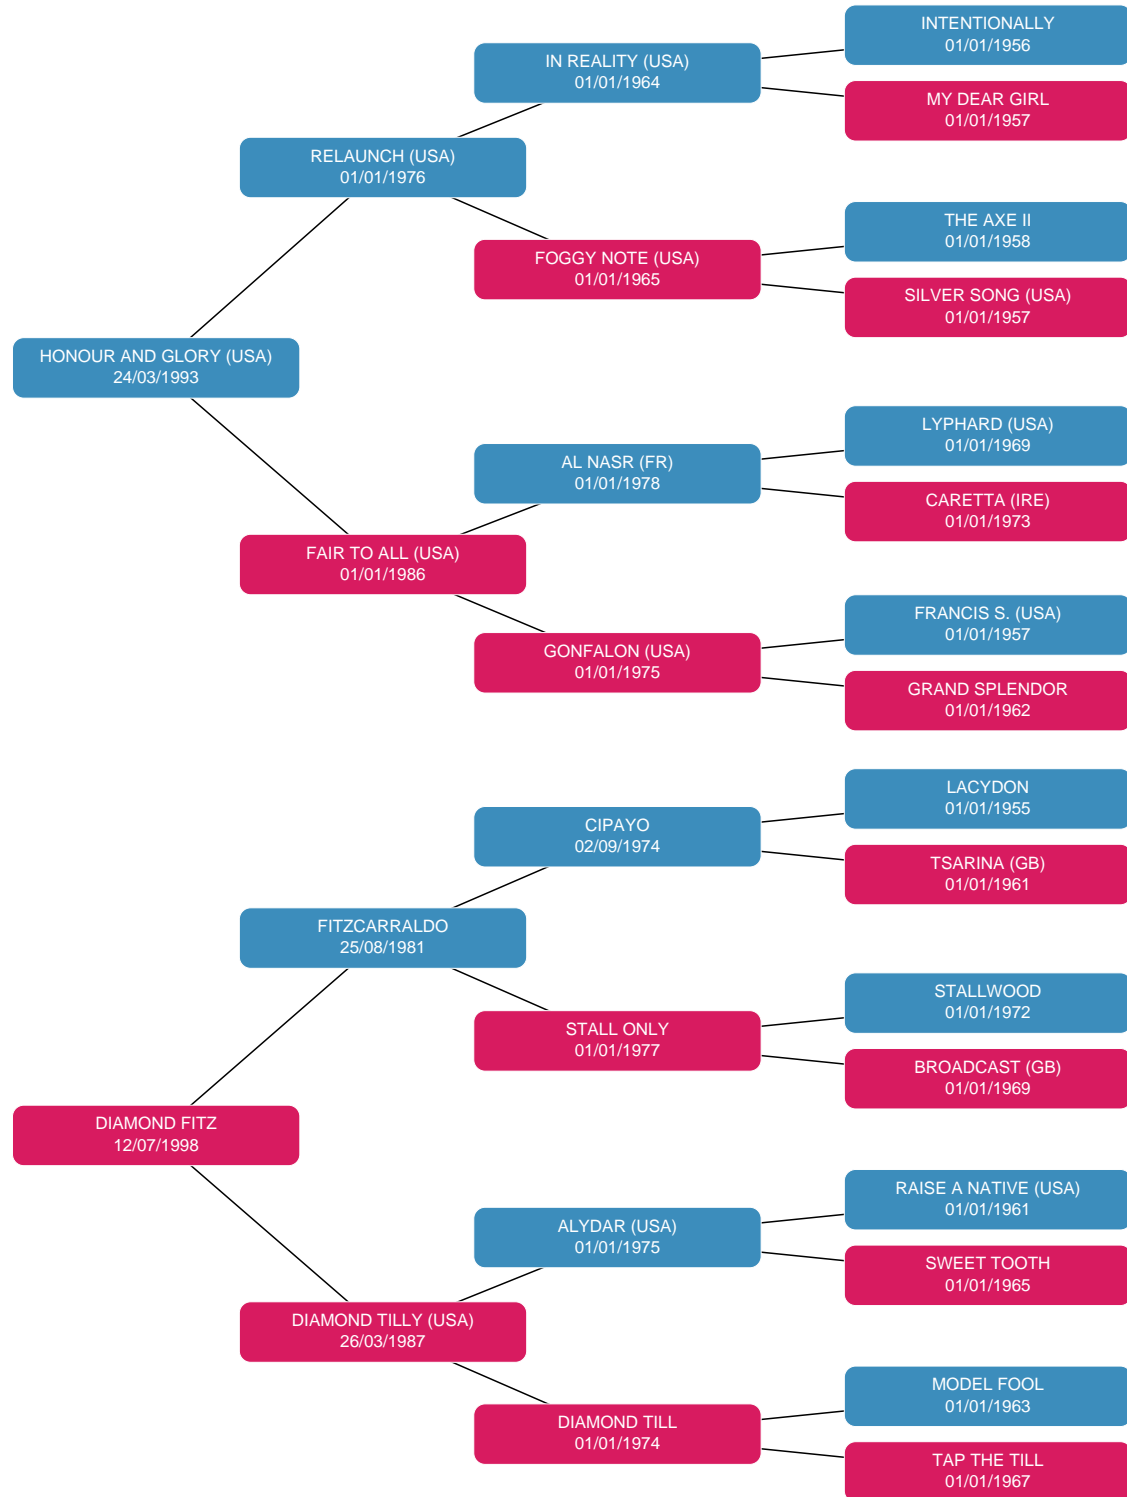 INTENTIONALLY
01/01/1956
IN REALITY (USA)
01/01/1964
MY DEAR GIRL
01/01/1957
RELAUNCH (USA)
01/01/1976
THE AXE II
01/01/1958
FOGGY NOTE (USA)
01/01/1965
SILVER SONG (USA)
01/01/1957
HONOUR AND GLORY (USA)
24/03/1993
LYPHARD (USA)
01/01/1969
AL NASR (FR)
01/01/1978
CARETTA (IRE)
01/01/1973
FAIR TO ALL (USA)
01/01/1986
FRANCIS S. (USA)
01/01/1957
GONFALON (USA)
01/01/1975
GRAND SPLENDOR
01/01/1962
LACYDON
01/01/1955
CIPAYO
02/09/1974
TSARINA (GB)
01/01/1961
FITZCARRALDO
25/08/1981
STALLWOOD
01/01/1972
STALL ONLY
01/01/1977
BROADCAST (GB)
01/01/1969
DIAMOND FITZ
12/07/1998
RAISE A NATIVE (USA)
01/01/1961
ALYDAR (USA)
01/01/1975
SWEET TOOTH
01/01/1965
DIAMOND TILLY (USA)
26/03/1987
MODEL FOOL
01/01/1963
DIAMOND TILL
01/01/1974
TAP THE TILL
01/01/1967